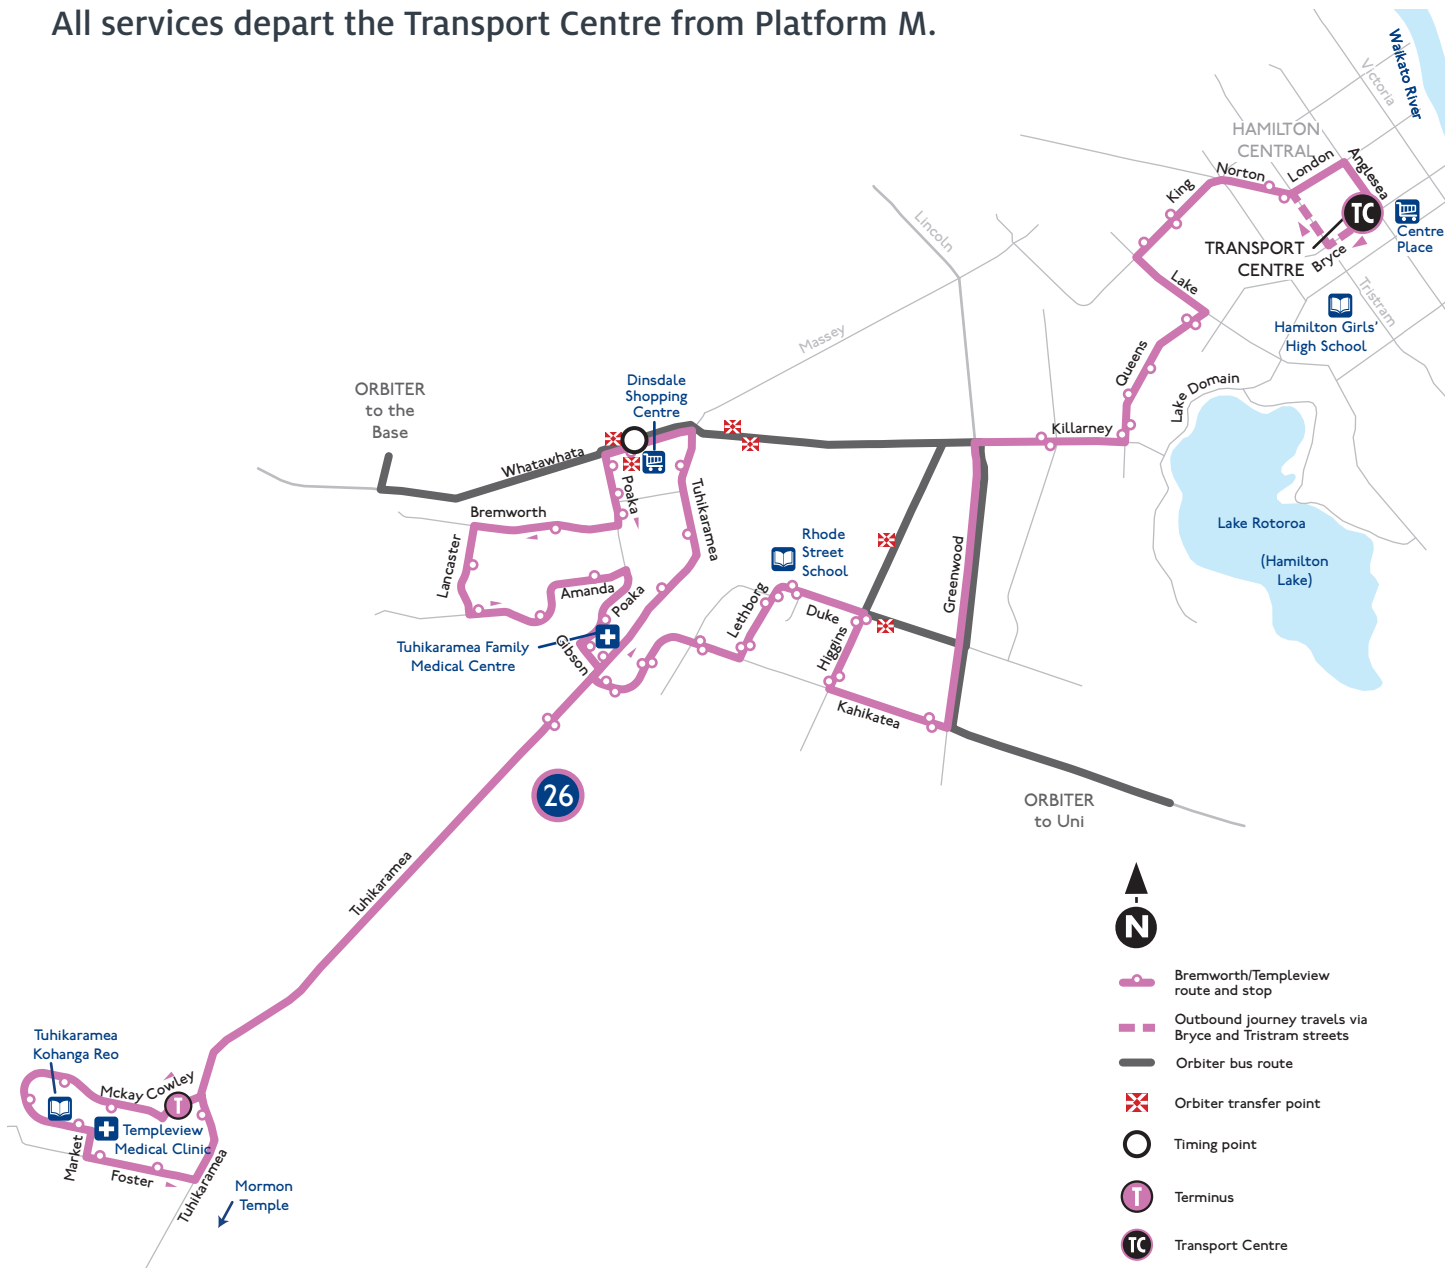 All services depart the Transport Centre from Platform M.
Waikato River
Victoria
HAMILTON
CENTRAL
London
Anglesea
Norton
King
TC
Centre
Place
TRANSPORT
CENTRE
Bryce
Lake
Tristram
Hamilton Girls'
High School
Lincoln
Massey
Queens
Lake Domain
Killarney
Dinsdale
Shopping
Centre
ORBITER
to the
Base
Whatawhata
Poaka
Tuhikaramea
Bremworth
Lancaster
Amanda
Poaka
Gibson
Tuhikaramea Family
Medical Centre
Rhode
Street
School
Lethborg
Duke
Higgins
Greenwood
Kahikatea
Lake Rotoroa
(Hamilton
Lake)
26
ORBITER
to Uni
Tuhikaramea
N
Tuhikaramea
Kohanga Reo
Mckay Cowley
T
Templeview
Medical Clinic
Market
Foster
Tuhikaramea
Mormon
Temple
Bremworth/Templeview
route and stop
Outbound journey travels via
Bryce and Tristram streets
Orbiter bus route
Orbiter transfer point
Timing point
T
Terminus
TC
Transport Centre